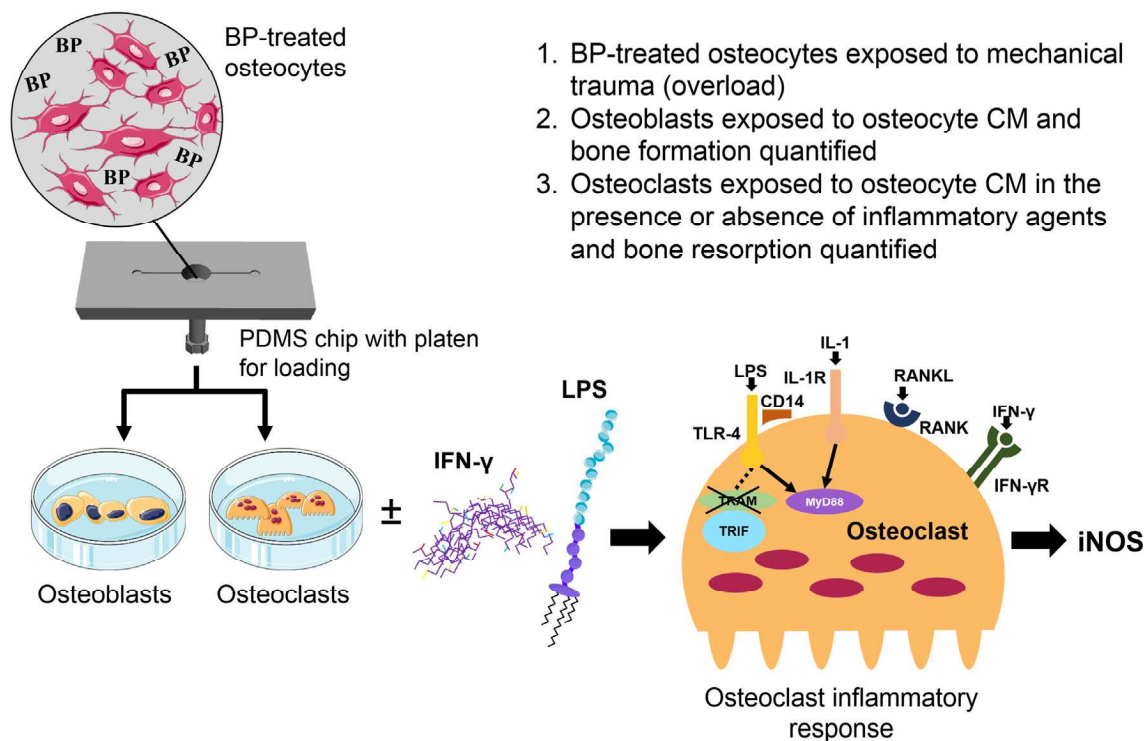 BP
BP
BP
BP
BP
BP-treated
osteocytes
1. BP-treated osteocytes exposed to mechanical
trauma (overload)
2. Osteoblasts exposed to osteocyte CM and
bone formation quantified
3. Osteoclasts exposed to osteocyte CM in the
presence or absence of inflammatory agents
and bone resorption quantified
PDMS chip with platen
for loading
Osteoblasts
Osteoclasts
±
IFN-γ
LPS
LPS
CD14
TLR-4
IL-1
IL-1R
RANKL
RANK
IFN-γ
IFN-γR
TRAM
TRIF
MyD88
Osteoclast
iNOS
Osteoclast inflammatory
response